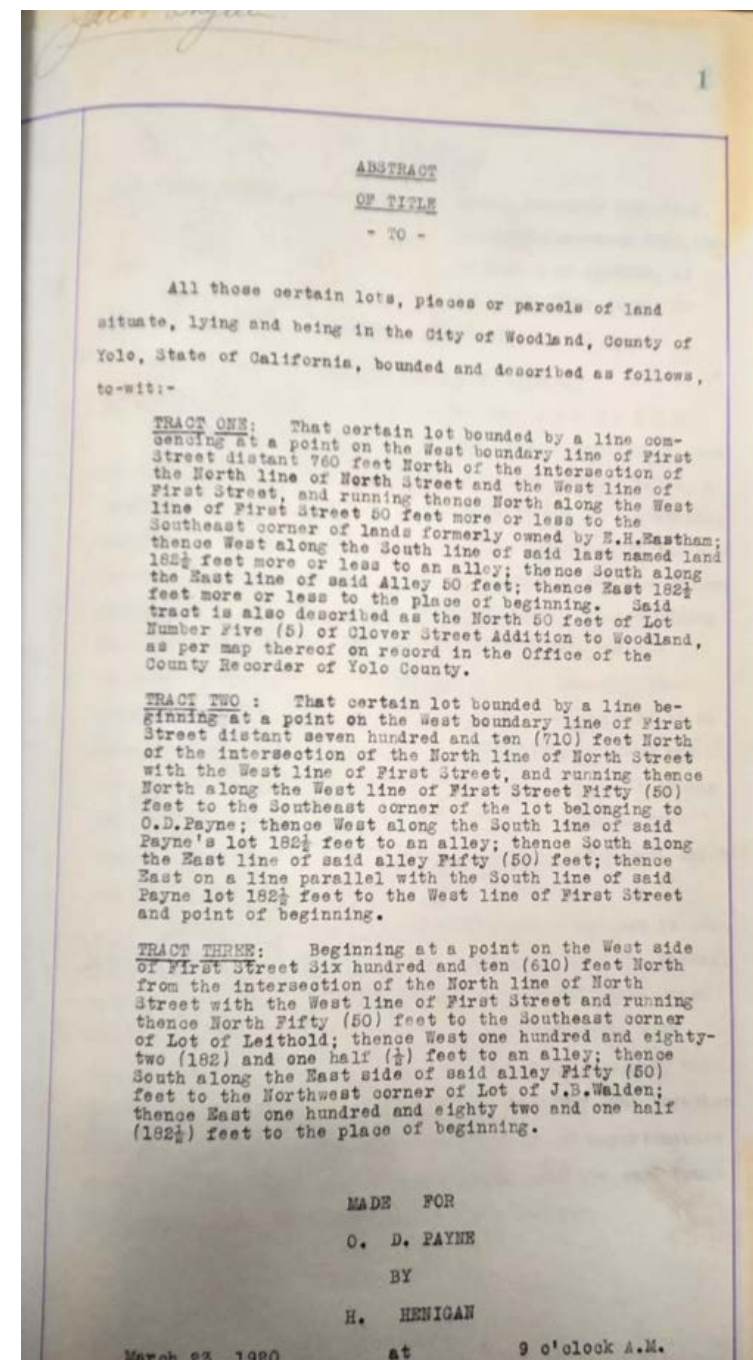 1
ABSTRACT
OF TITLE
- TO -
All those certain lots, pieces or parcels of land
situate, lying and being in the City of Woodland, County of
Yolo, State of California, bounded and described as follows,
to-wit:-
TRACT ONE: That certain lot bounded by a line com-
mencing at a point on the West boundary line of First
Street distant 760 feet North of the intersection of
the North line of North Street and the West line of
First Street, and running thence North along the West
line of First Street 50 feet more or less to the
Southeast corner of lands formerly owned by E.H.Eastham;
thence West along the South line of said last named land
182½ feet more or less to an alley; thence South along
the East line of said Alley 50 feet; thence East 182½
feet more or less to the place of beginning. Said
tract is also described as the North 50 feet of Lot
Number Five (5) of Clover Street Addition to Woodland,
as per map thereof on record in the Office of the
County Recorder of Yolo County.
TRACT TWO : That certain lot bounded by a line be-
ginning at a point on the West boundary line of First
Street distant seven hundred and ten (710) feet North
of the intersection of the North line of North Street
with the West line of First Street, and running thence
North along the West line of First Street Fifty (50)
feet to the Southeast corner of the lot belonging to
O.D.Payne; thence West along the South line of said
Payne's lot 182½ feet to an alley; thence South along
the East line of said alley Fifty (50) feet; thence
East on a line parallel with the South line of said
Payne lot 182½ feet to the West line of First Street
and point of beginning.
TRACT THREE: Beginning at a point on the West side
of First Street Six hundred and ten (610) feet North
from the intersection of the North line of North
Street with the West line of First Street and running
thence North Fifty (50) feet to the Southeast corner
of Lot of Leithold; thence West one hundred and eighty-
two (182) and one half (½) feet to an alley; thence
South along the East side of said alley Fifty (50)
feet to the Northwest corner of Lot of J.B.Walden;
thence East one hundred and eighty two and one half
(182½) feet to the place of beginning.
MADE FOR
O. D. PAYNE
BY
H. HENIGAN
March 23, 1920 at 9 o'clock A.M.